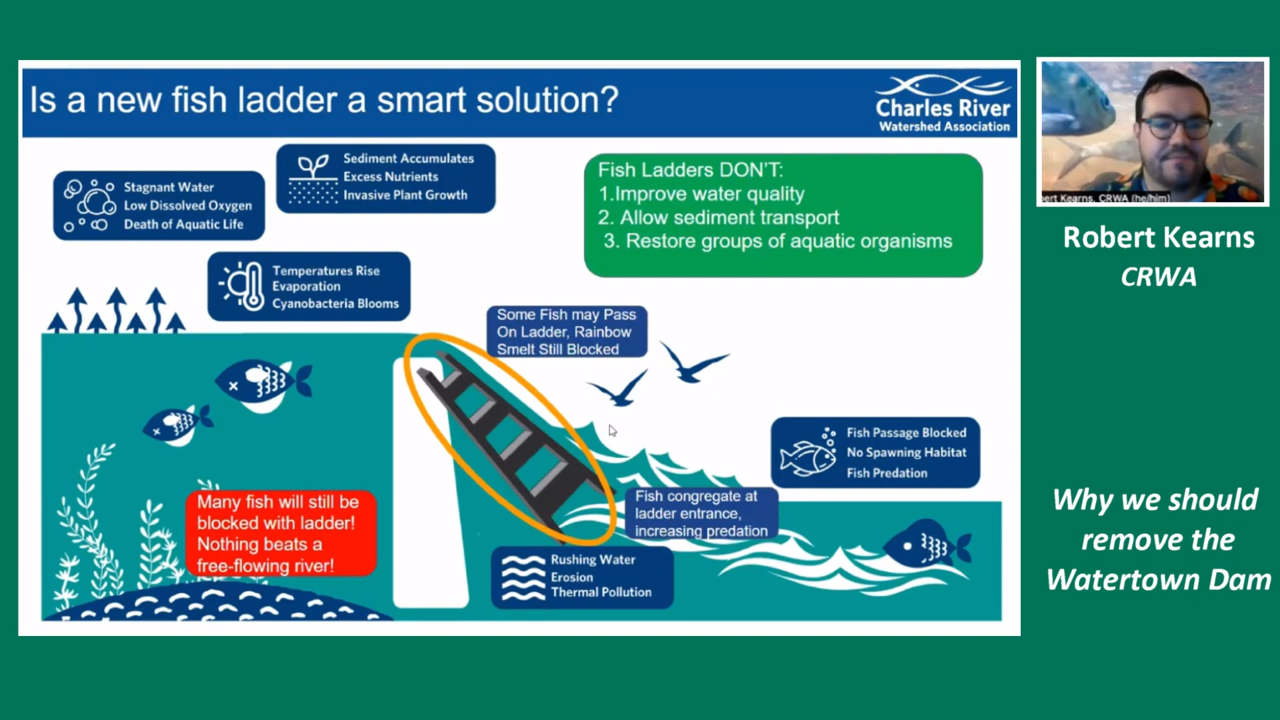 Is a new fish ladder a smart solution?
Charles River
Watershed Association
Sediment Accumulates
Excess Nutrients
Invasive Plant Growth
Stagnant Water
Low Dissolved Oxygen
Death of Aquatic Life
Temperatures Rise
Evaporation
Cyanobacteria Blooms
Fish Ladders DON'T:
1.Improve water quality
2. Allow sediment transport
3. Restore groups of aquatic organisms
Some Fish may Pass
On Ladder, Rainbow
Smelt Still Blocked
Fish Passage Blocked
No Spawning Habitat
Fish Predation
Many fish will still be
blocked with ladder!
Nothing beats a
free-flowing river!
Fish congregate at
ladder entrance,
increasing predation
Rushing Water
Erosion
Thermal Pollution
bert Kearns, CRWA (he/him)
Robert Kearns
CRWA
Why we should
remove the
Watertown Dam